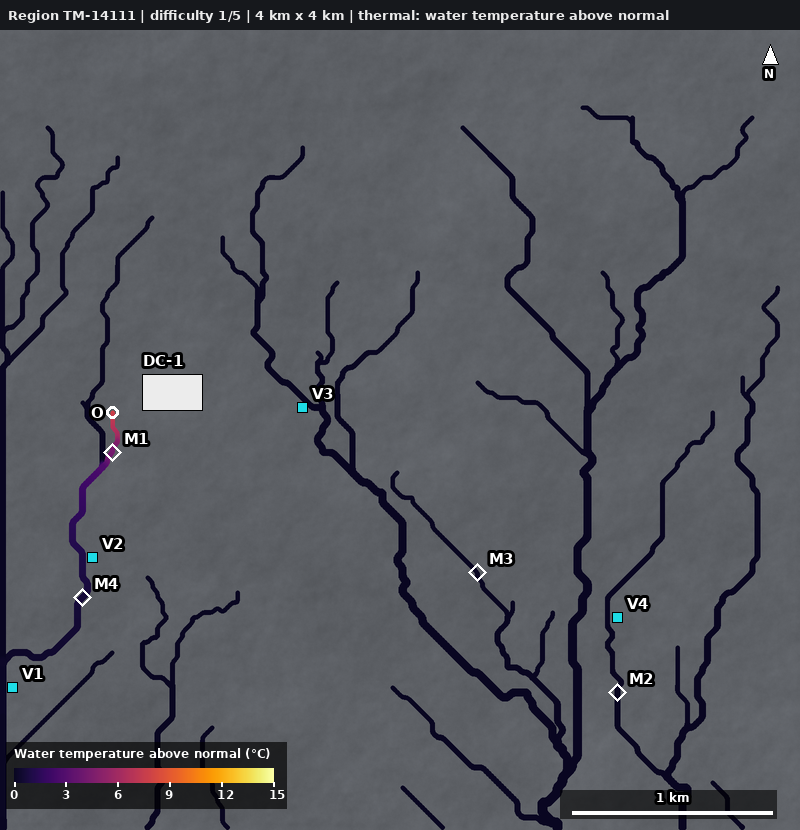 Region TM-14111 | difficulty 1/5 | 4 km x 4 km | thermal: water temperature above normal
N
DC-1
V3
O
M1
V2
M3
M4
V4
V1
M2
Water temperature above normal (°C)
0 3 6 9 12 15
1 km